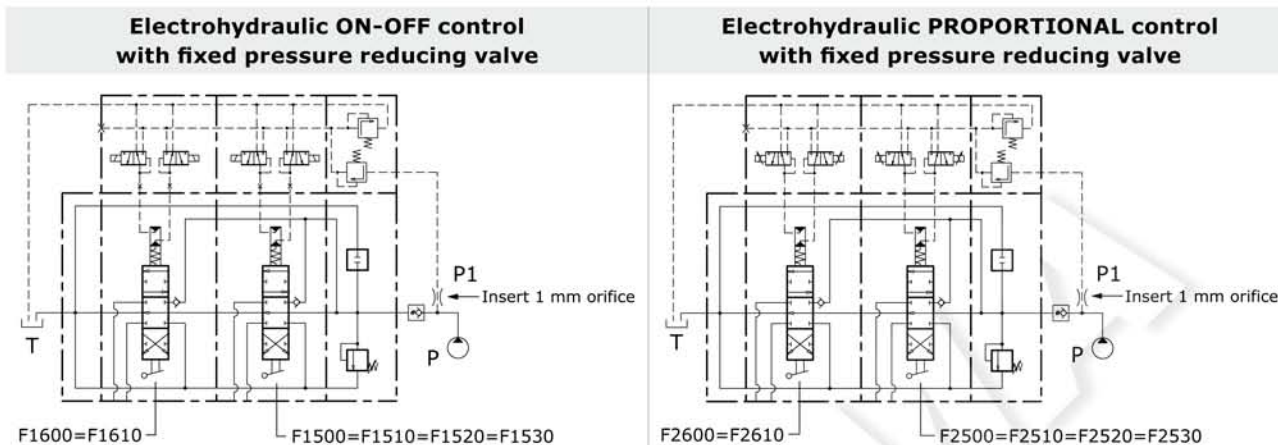 Electrohydraulic ON-OFF control
with fixed pressure reducing valve
P1
Insert 1 mm orifice
T
P
F1600=F1610
F1500=F1510=F1520=F1530
Electrohydraulic PROPORTIONAL control
with fixed pressure reducing valve
P1
Insert 1 mm orifice
T
P
F2600=F2610
F2500=F2510=F2520=F2530